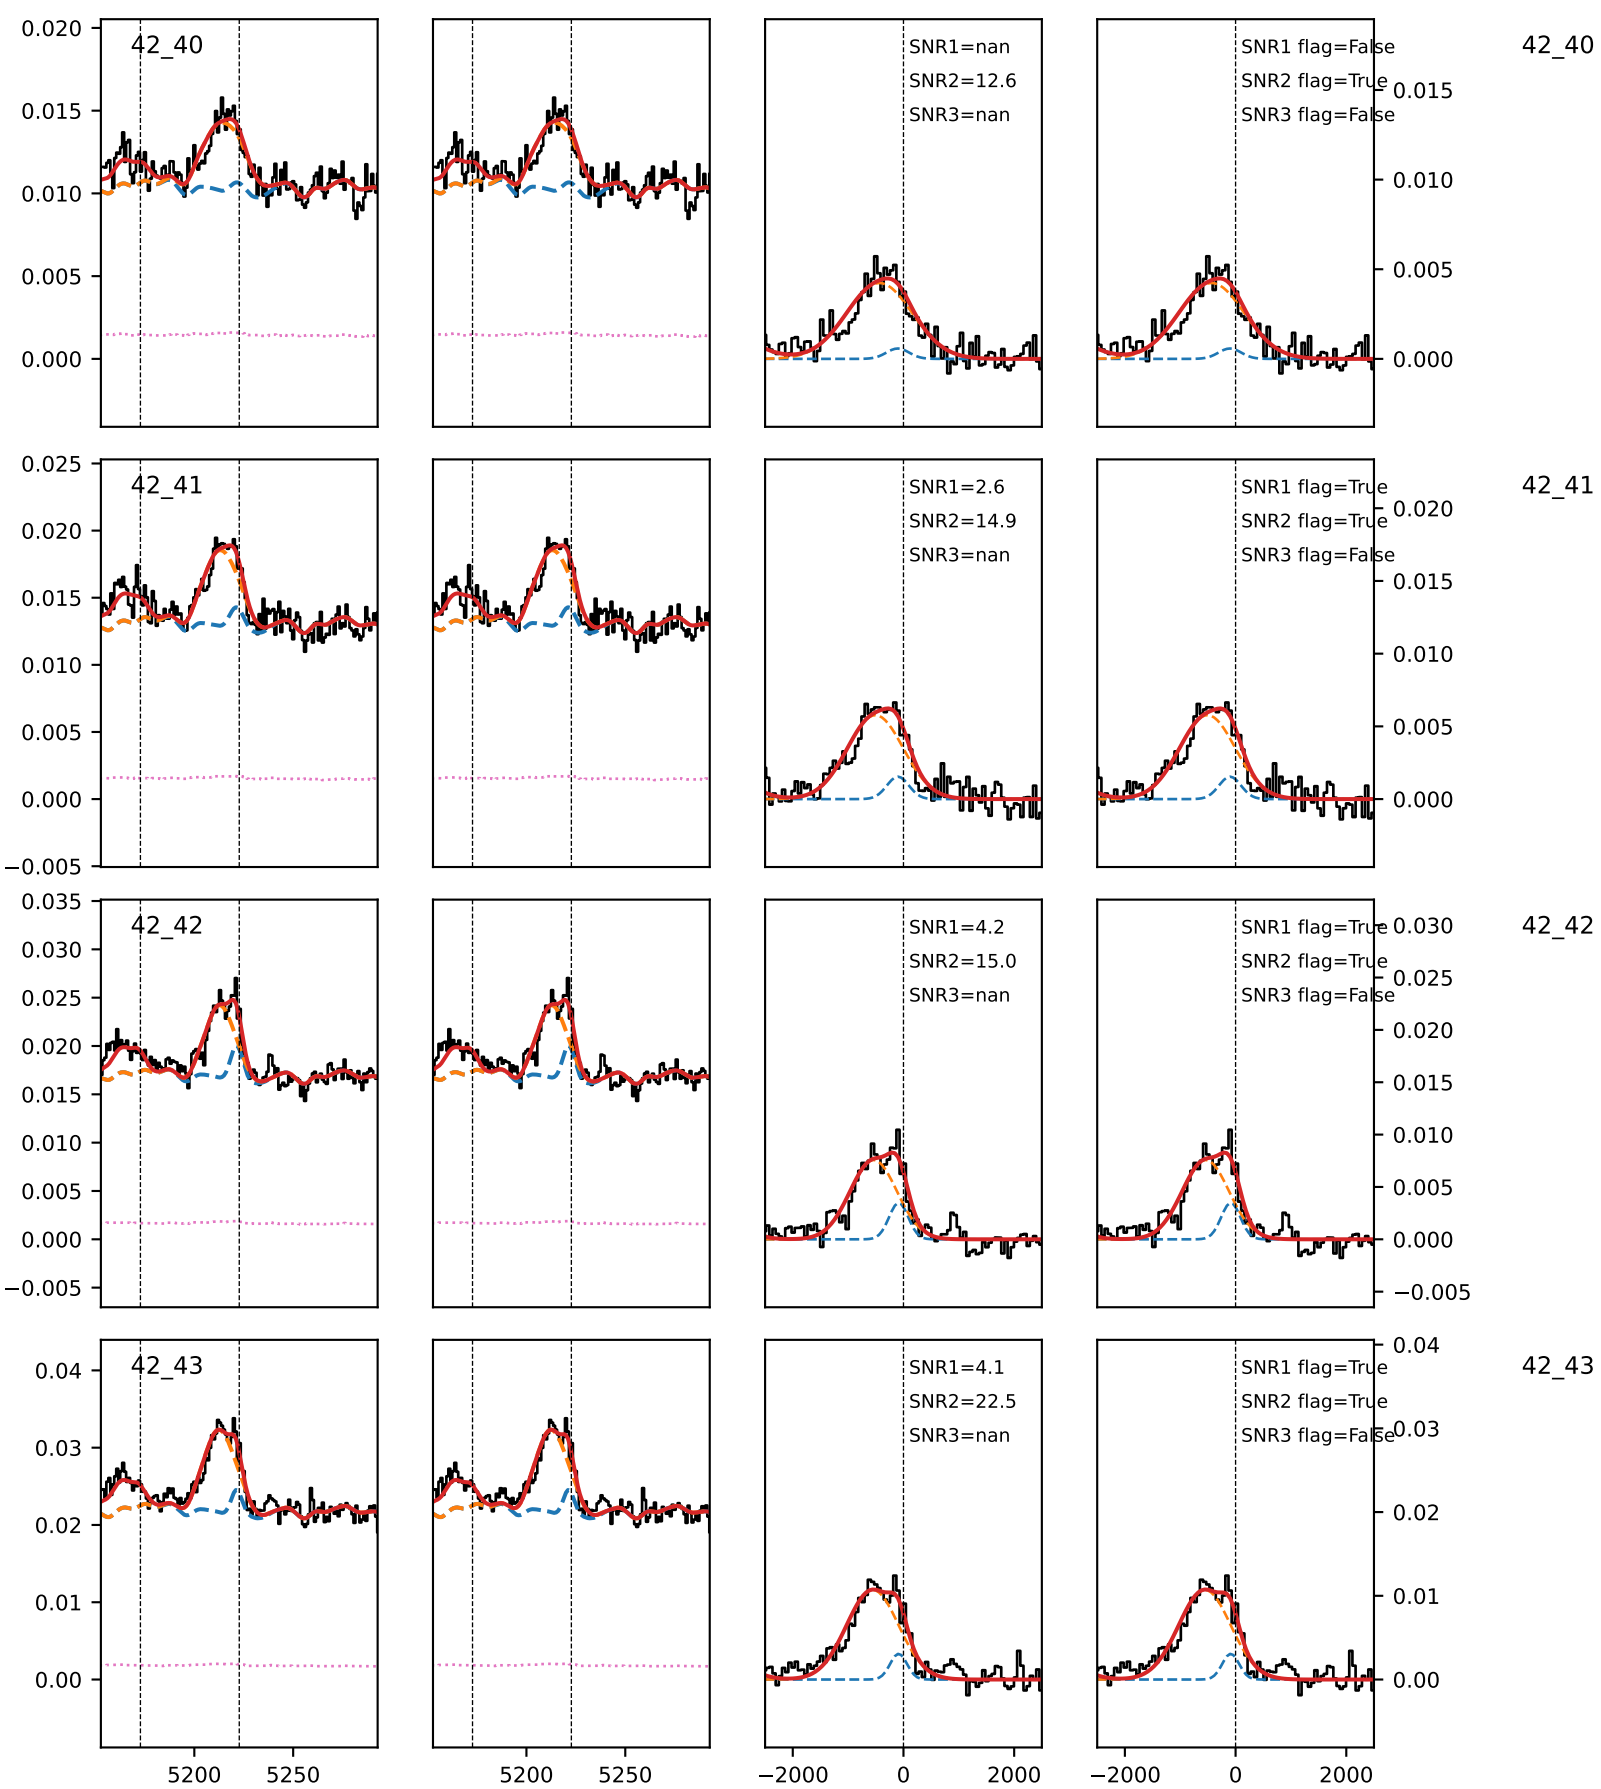 0.020
0.015
0.010
0.005
0.000
42_40
SNR1=nan
SNR2=12.6
SNR3=nan
SNR1 flag=False
SNR2 flag=True
SNR3 flag=False
0.015
0.010
0.005
0.000
42_40
0.025
0.020
0.015
0.010
0.005
0.000
−0.005
42_41
SNR1=2.6
SNR2=14.9
SNR3=nan
SNR1 flag=True
SNR2 flag=True
SNR3 flag=False
0.020
0.015
0.010
0.005
0.000
42_41
0.035
0.030
0.025
0.020
0.015
0.010
0.005
0.000
−0.005
42_42
SNR1=4.2
SNR2=15.0
SNR3=nan
SNR1 flag=True
SNR2 flag=True
SNR3 flag=False
0.030
0.025
0.020
0.015
0.010
0.005
0.000
−0.005
42_42
0.04
0.03
0.02
0.01
0.00
42_43
SNR1=4.1
SNR2=22.5
SNR3=nan
SNR1 flag=True
SNR2 flag=True
SNR3 flag=False
0.04
0.03
0.02
0.01
0.00
42_43
5200 5250
5200 5250
−2000 0 2000
−2000 0 2000